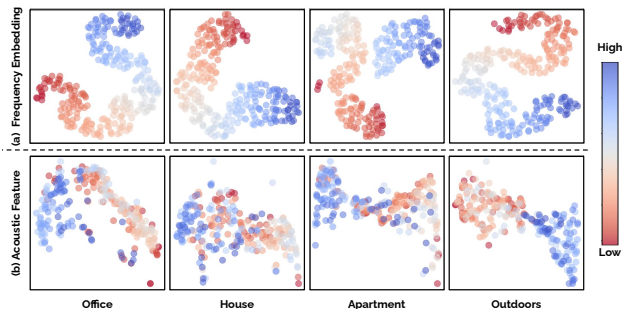 (a) Frequency Embedding
High
Low
(b) Acoustic Feature
Office
House
Apartment
Outdoors